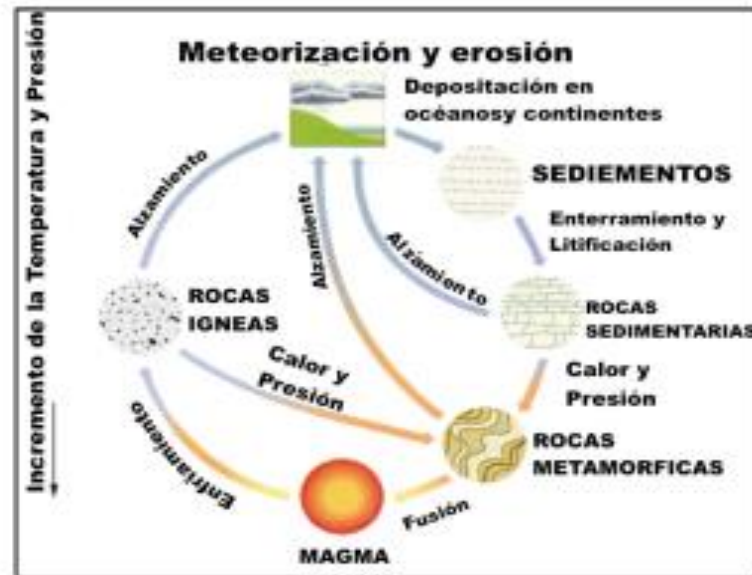 Meteorización y erosión
Depositación en
océanosy continentes
SEDIEMENTOS
Enterramiento y
Litificación
Alzamiento
Alzamiento
Alzamiento
ROCAS
IGNEAS
ROCAS
SEDIMENTARIAS
Calor y
Presión
Calor y
Presión
ROCAS
METAMORFICAS
Enfriamiento
Fusión
MAGMA
Incremento de la Temperatura y Presión